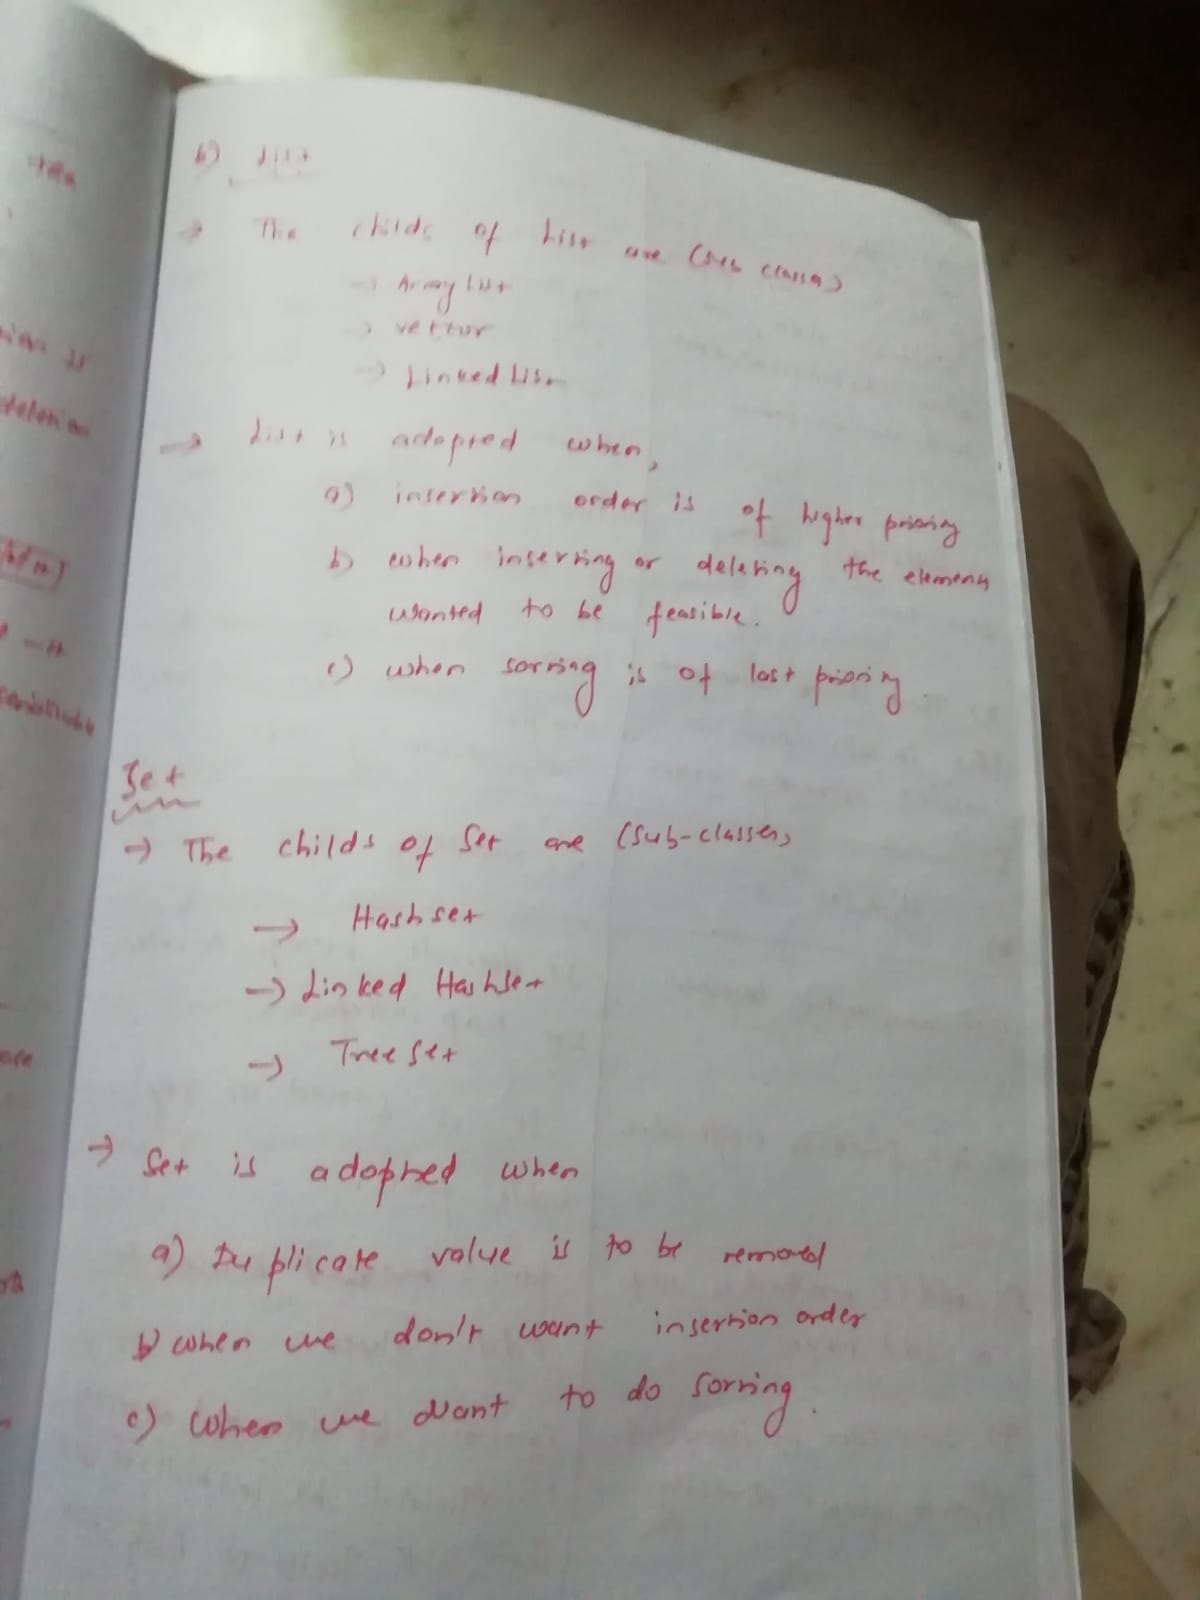 b) List
→ The childs of List are (Sub classes)
→ Array List
→ vector
→ Linked List
→ List is adopted when,
a) insertion order is of higher priority
b) when inserting or deleting the elements
wanted to be feasible.
c) when sorting is of last priority.
Set
→ The childs of Set are (Sub-classes)
→ Hashset
→ Linked HashSet
→ Tree Set
→ Set is adopted when
a) Duplicate value is to be removed
b) when we don't want insertion order
c) when we want to do sorting.